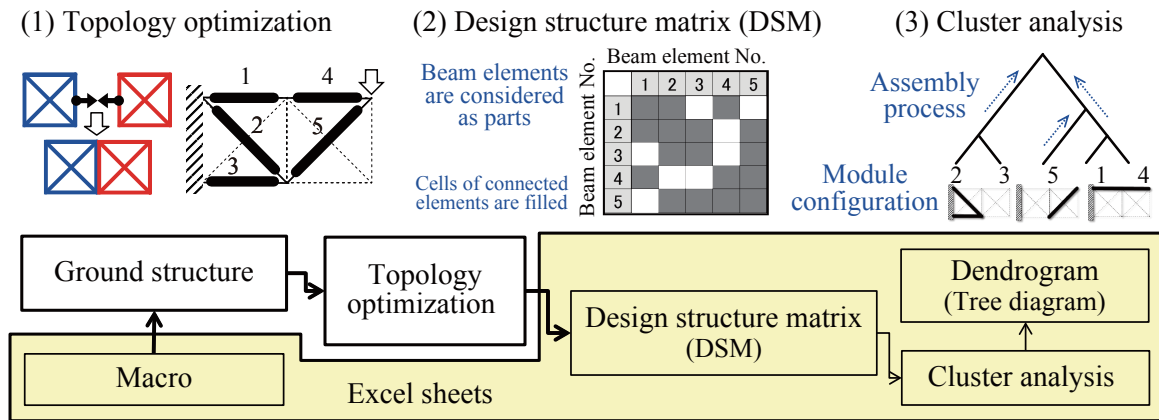 (1) Topology optimization
1
4
2
5
3
(2) Design structure matrix (DSM)
Beam element No.
Beam elements
are considered
as parts
Cells of connected
elements are filled
Beam element No.
1 2 3 4 5
1
2
3
4
5
(3) Cluster analysis
Assembly
process
Module
configuration
2 3 5 1 4
Ground structure
Topology
optimization
Design structure matrix
(DSM)
Dendrogram
(Tree diagram)
Cluster analysis
Macro
Excel sheets